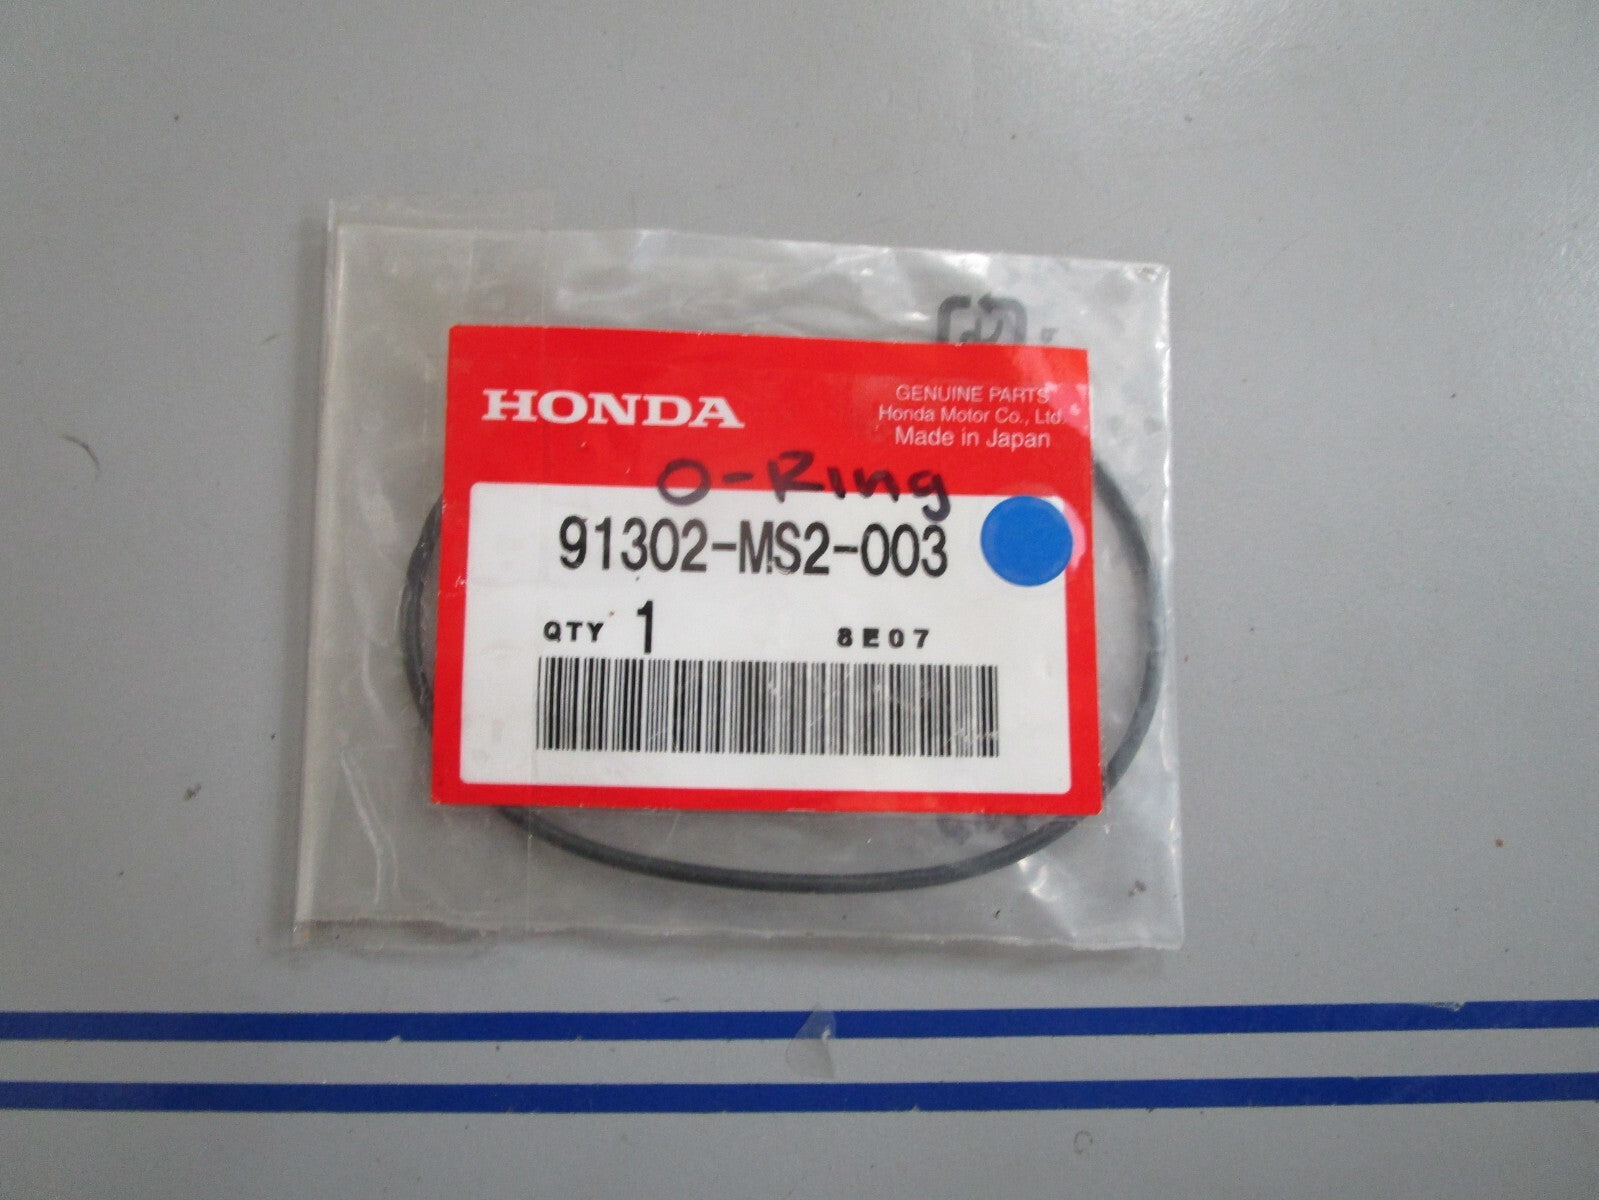 HONDA
GENUINE PARTS
Honda Motor Co., Ltd.
Made in Japan
O-Ring
91302-MS2-003
QTY 1
8E07